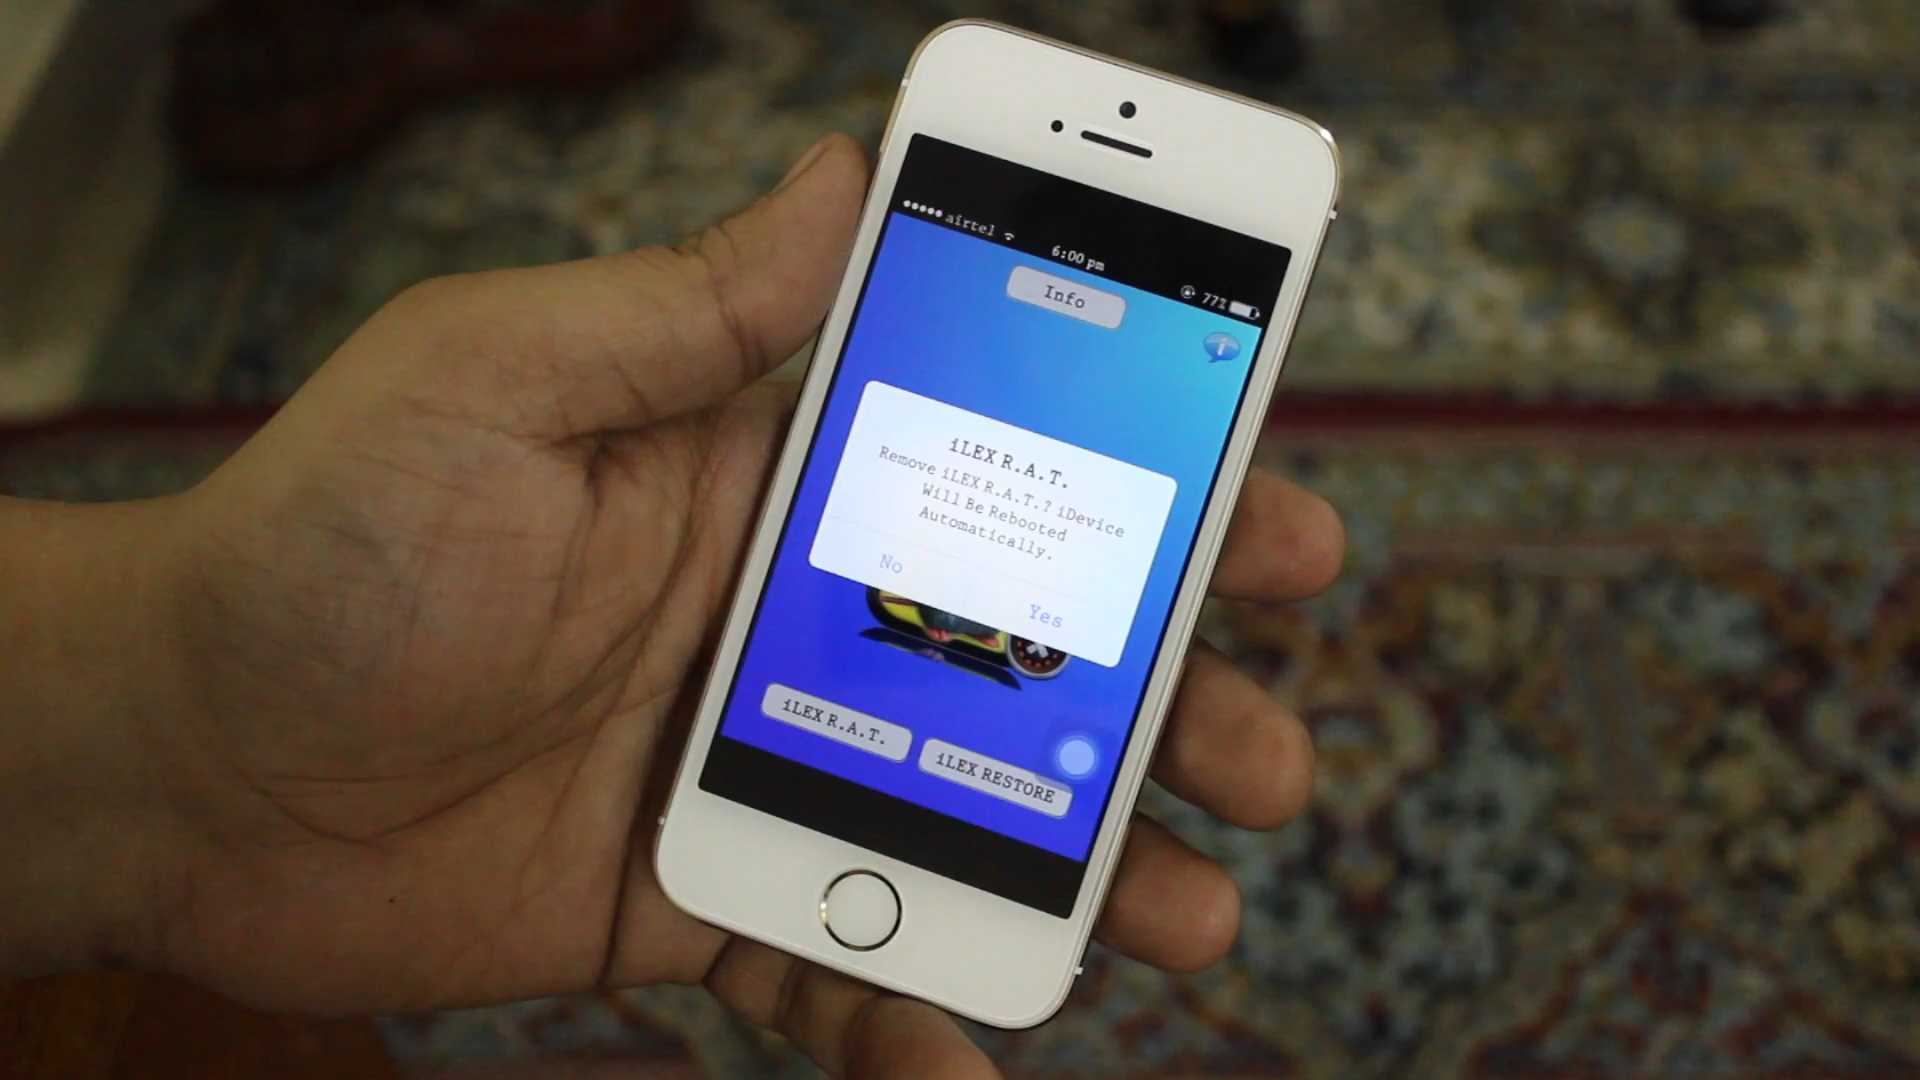 ●●●●● airtel
6:00 pm
77%
Info
iLEX R.A.T.
Remove iLEX R.A.T.? iDevice
Will Be Rebooted
Automatically.
No
Yes
iLEX R.A.T.
iLEX RESTORE